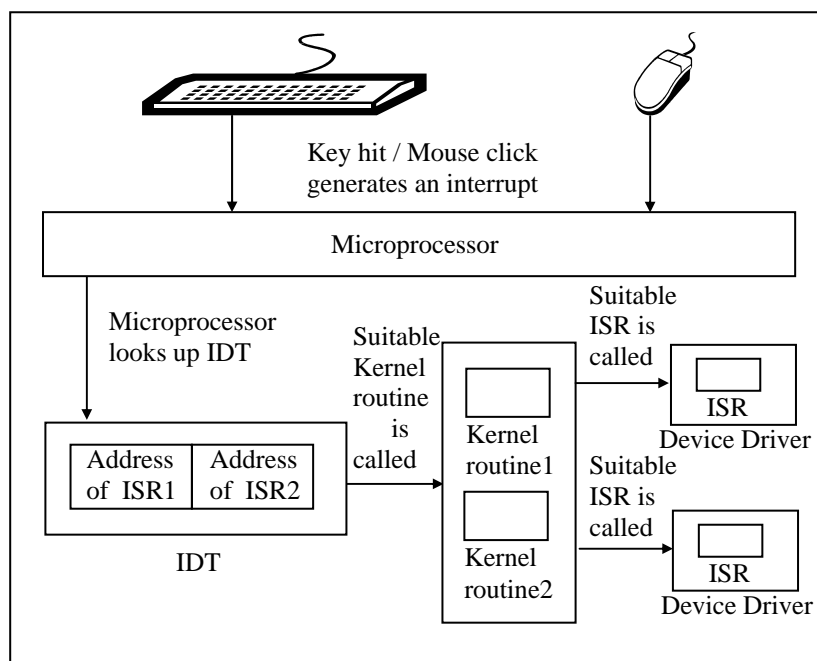 Key hit / Mouse click
generates an interrupt
Microprocessor
Microprocessor
looks up IDT
Suitable
Kernel
routine
is
called
Suitable
ISR is
called
ISR
Device Driver
Address
of ISR1
Address
of ISR2
IDT
Kernel
routine1
Kernel
routine2
Suitable
ISR is
called
ISR
Device Driver